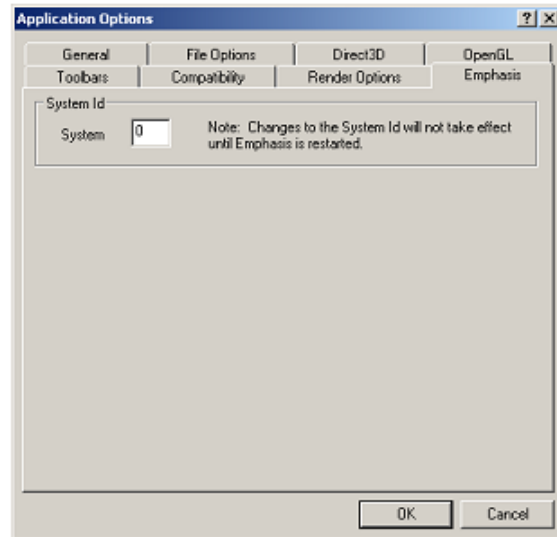 Application Options
General File Options Direct3D OpenGL
Toolbars Compatibility Render Options Emphasis
System Id
System 0 Note: Changes to the System Id will not take effect
until Emphasis is restarted.
OK Cancel